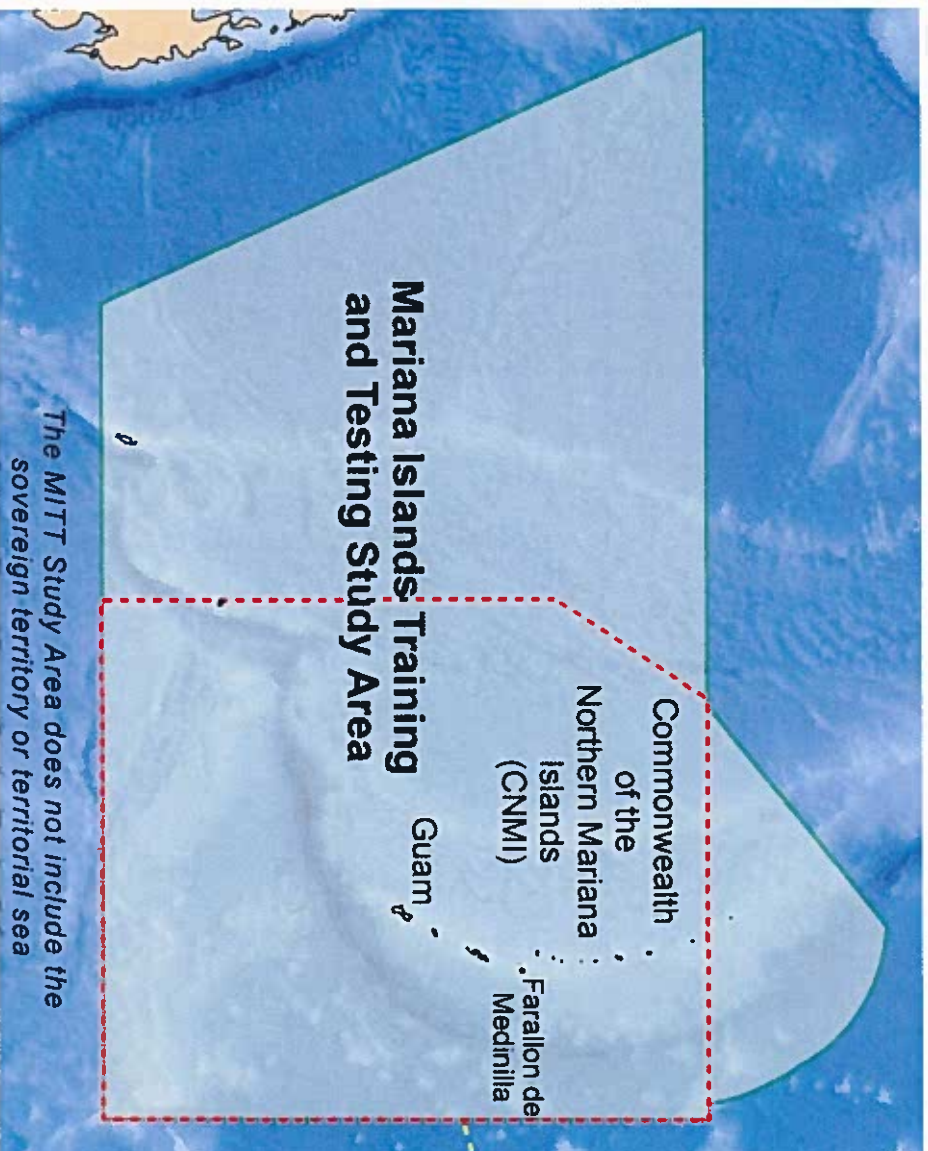 Commonwealth
of the
Northern Mariana
Islands
(CNMI)
Farallon de
Medinilla
Guam
Mariana Islands Training
and Testing Study Area
The MITT Study Area does not include the
sovereign territory or territorial sea